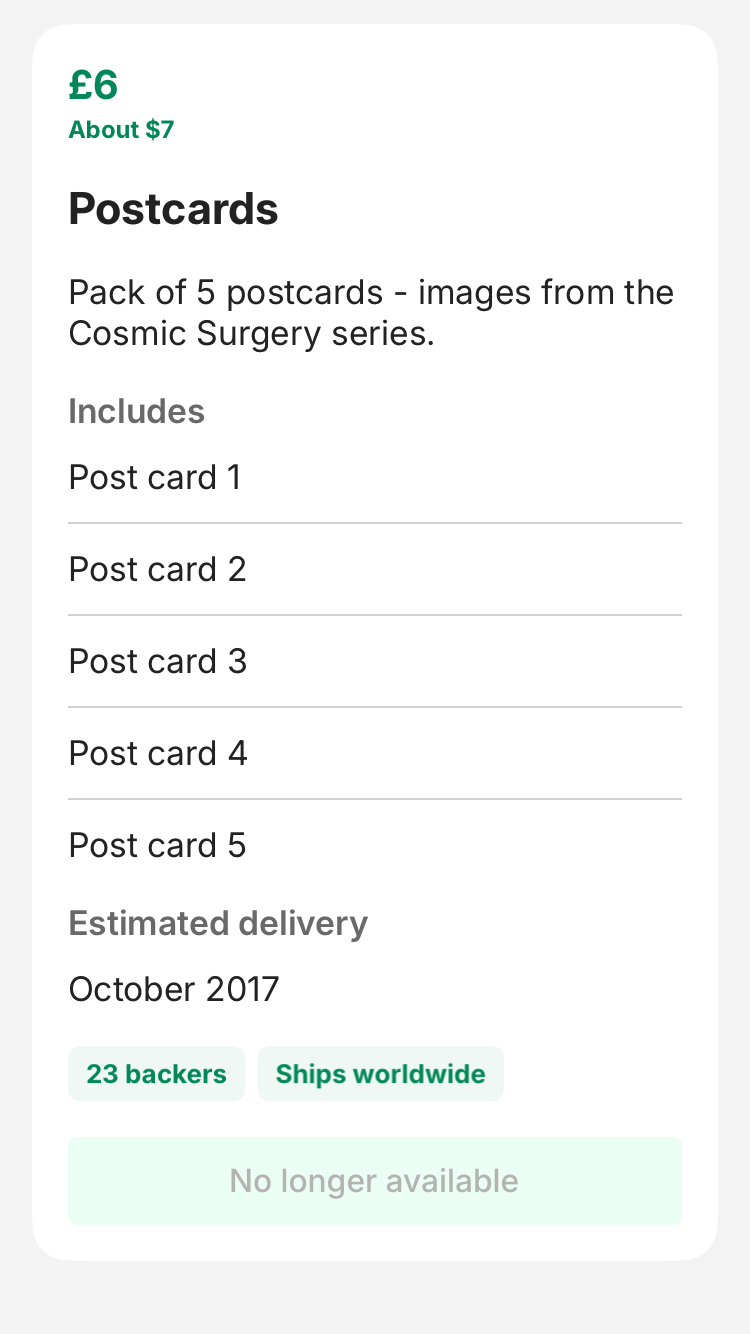 £6
About $7
Postcards
Pack of 5 postcards - images from the
Cosmic Surgery series.
Includes
Post card 1
Post card 2
Post card 3
Post card 4
Post card 5
Estimated delivery
October 2017
23 backers
Ships worldwide
No longer available